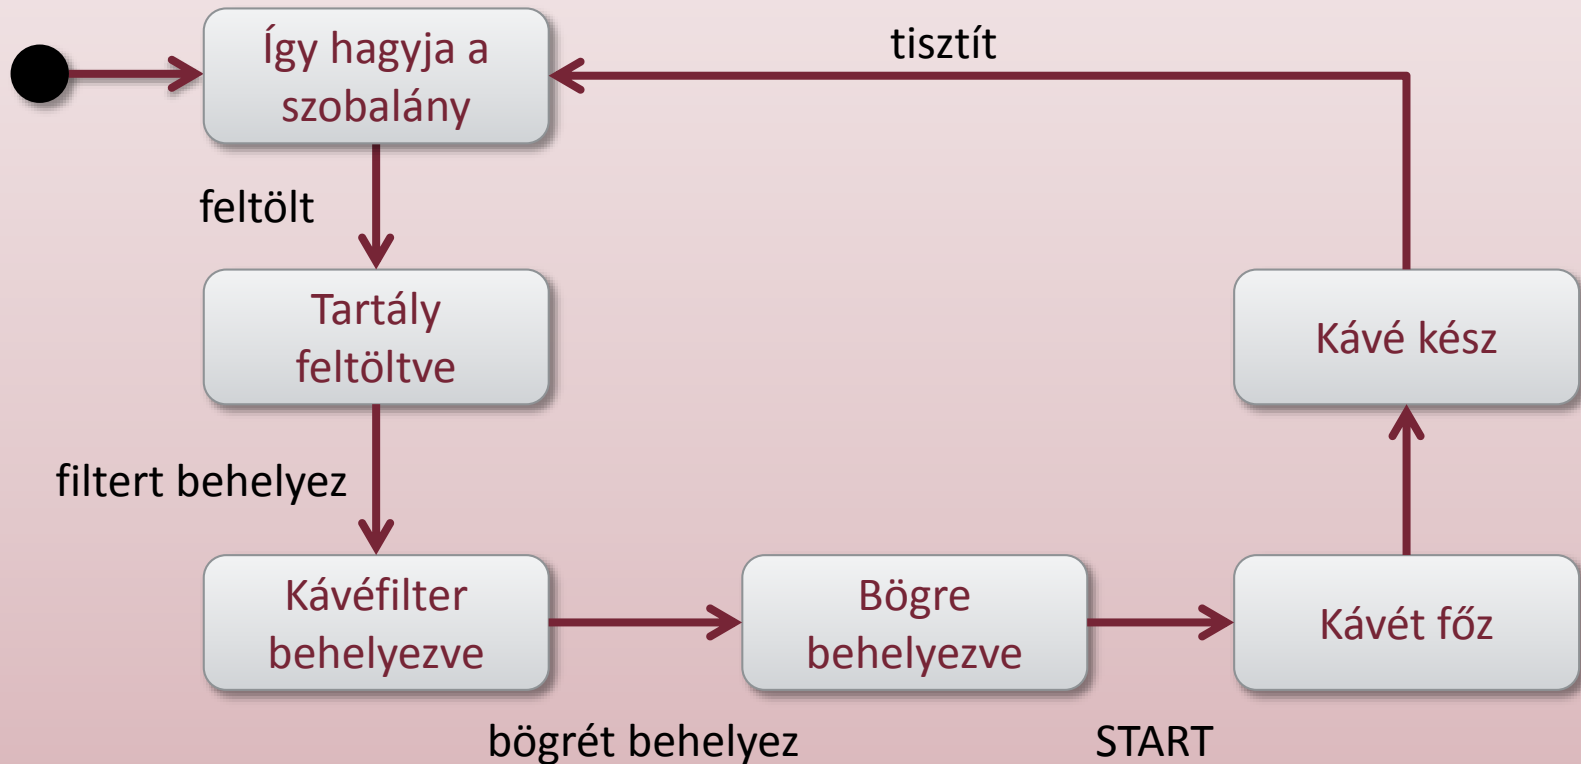 Így hagyja a
szobalány
tisztít
feltölt
Tartály
feltöltve
Kávé kész
filtert behelyez
Kávéfilter
behelyezve
Bögre
behelyezve
Kávét főz
bögrét behelyez
START